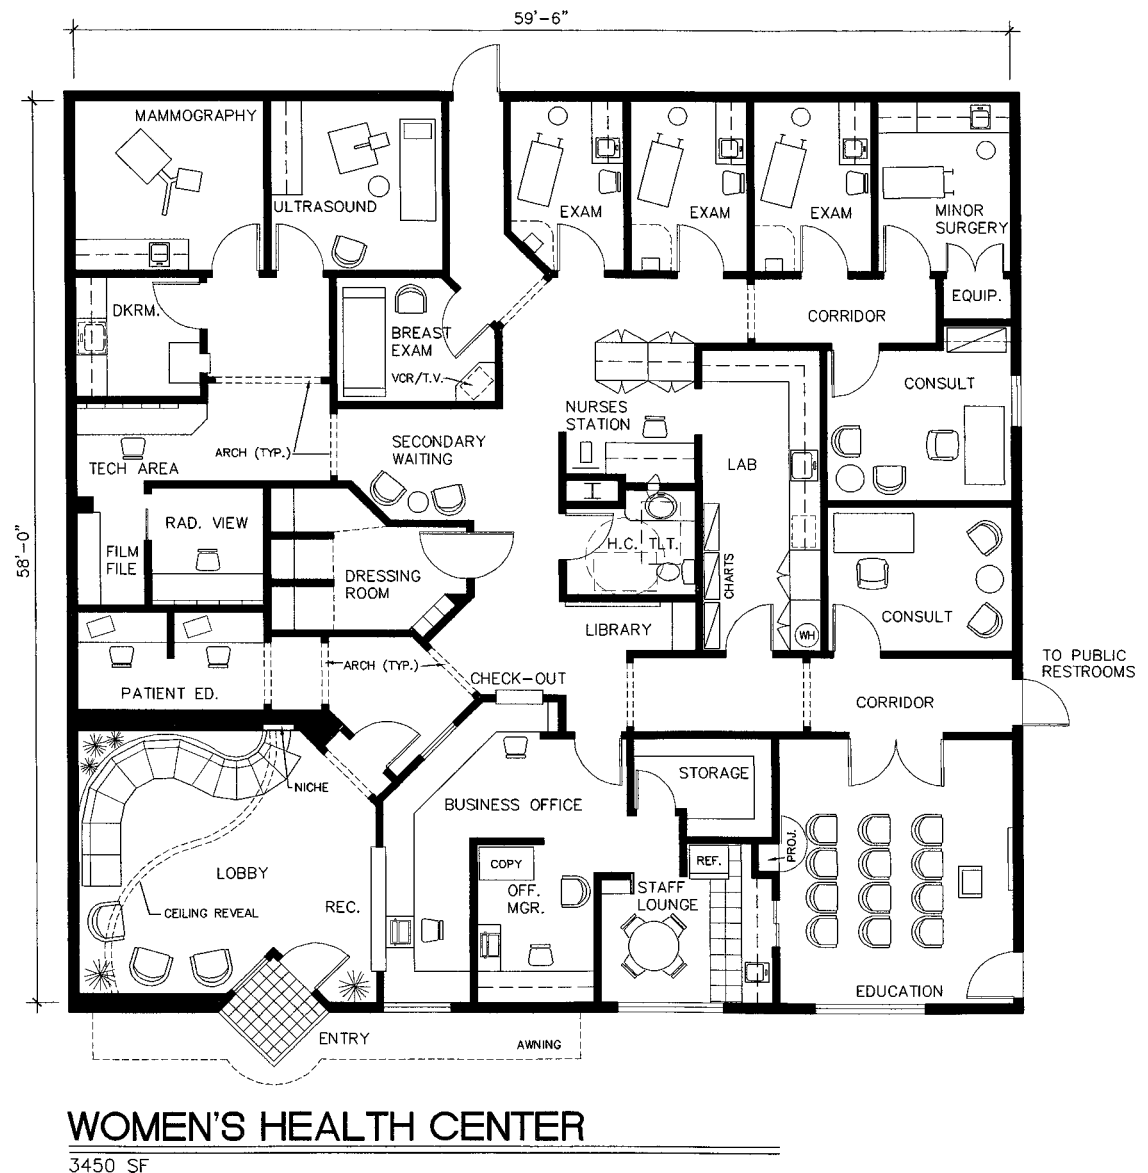 59'-6"
MAMMOGRAPHY
ULTRASOUND
EXAM
EXAM
EXAM
MINOR
SURGERY
DKRM.
BREAST
EXAM
VCR/T.V.
CORRIDOR
EQUIP.
CONSULT
NURSES
STATION
ARCH (TYP.)
SECONDARY
WAITING
TECH AREA
LAB
58'-0"
RAD. VIEW
FILM
FILE
H.C. TLT.
CHARTS
DRESSING
ROOM
CONSULT
LIBRARY
WH
TO PUBLIC
RESTROOMS
ARCH (TYP.)
CHECK-OUT
PATIENT ED.
CORRIDOR
NICHE
STORAGE
BUSINESS OFFICE
PROJ.
COPY
REF.
LOBBY
OFF.
MGR.
STAFF
LOUNGE
CEILING REVEAL
REC.
EDUCATION
ENTRY
AWNING
WOMEN'S HEALTH CENTER
3450 SF